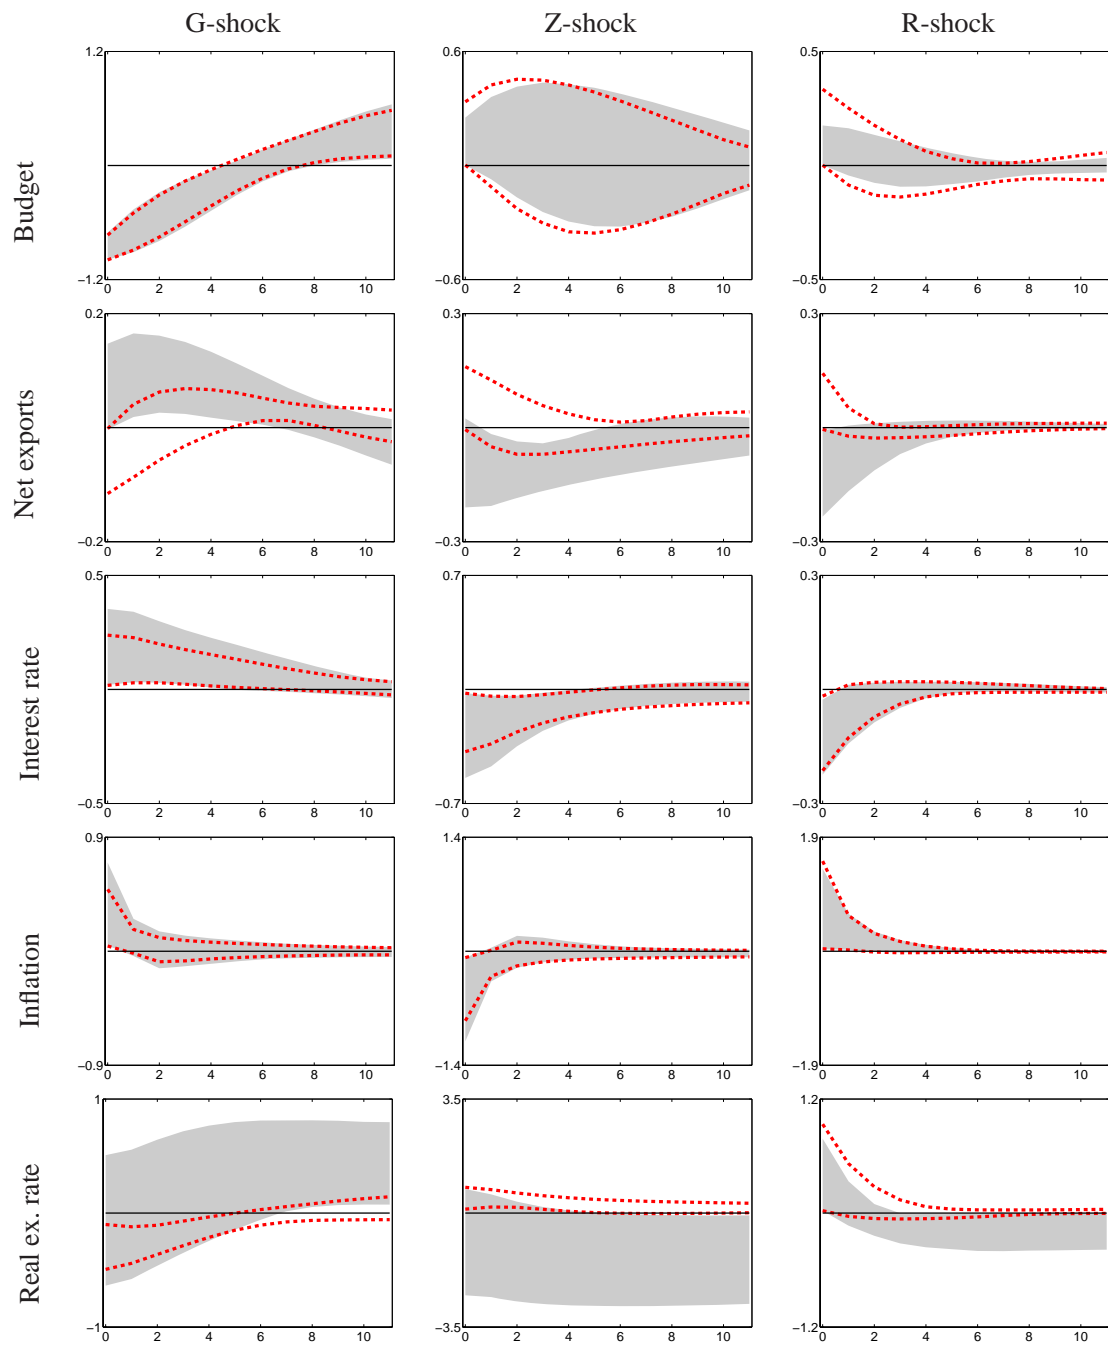 G-shock Z-shock R-shock
Budget
1.2
−1.2
0 2 4 6 8 10
0.6
−0.6
0 2 4 6 8 10
0.5
−0.5
0 2 4 6 8 10
Net exports
0.2
−0.2
0 2 4 6 8 10
0.3
−0.3
0 2 4 6 8 10
0.3
−0.3
0 2 4 6 8 10
Interest rate
0.5
−0.5
0 2 4 6 8 10
0.7
−0.7
0 2 4 6 8 10
0.3
−0.3
0 2 4 6 8 10
Inflation
0.9
−0.9
0 2 4 6 8 10
1.4
−1.4
0 2 4 6 8 10
1.9
−1.9
0 2 4 6 8 10
Real ex. rate
1
−1
0 2 4 6 8 10
3.5
−3.5
0 2 4 6 8 10
1.2
−1.2
0 2 4 6 8 10